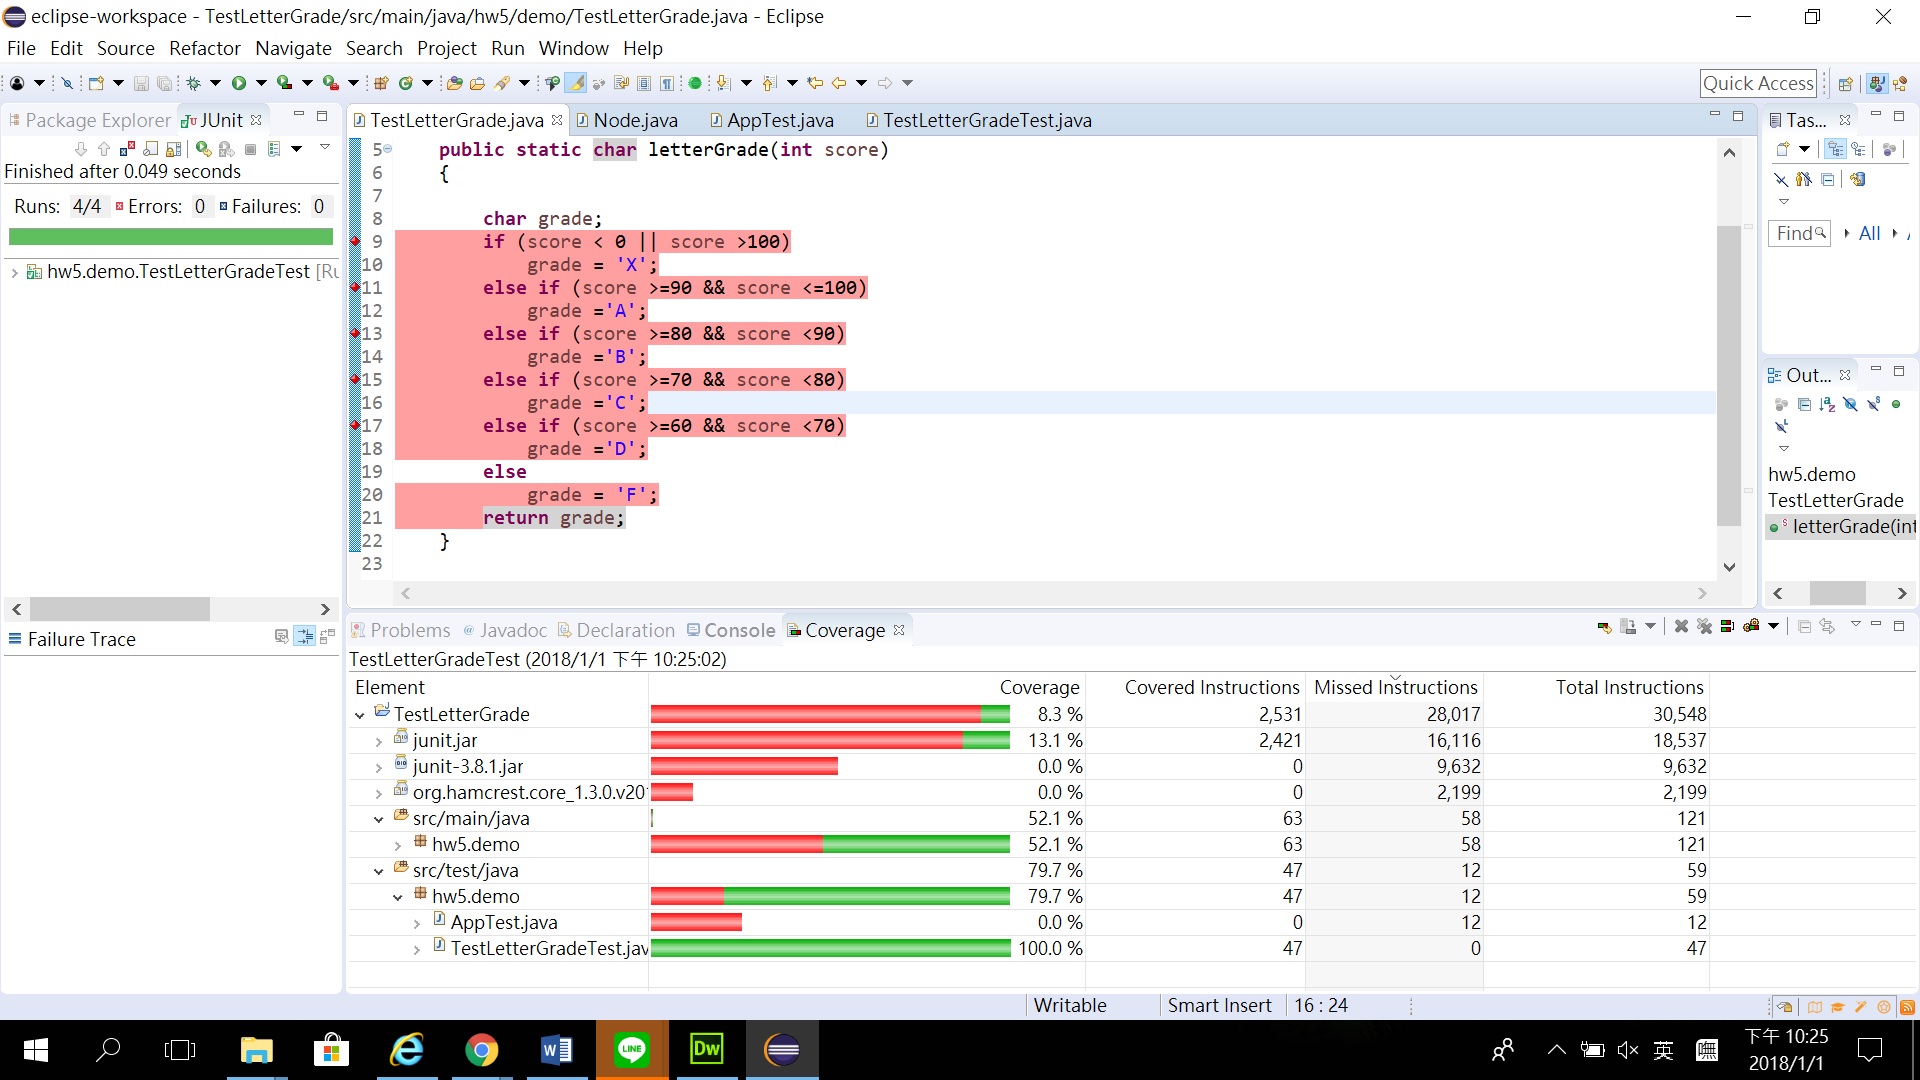 eclipse-workspace - TestLetterGrade/src/main/java/hw5/demo/TestLetterGrade.java - Eclipse
File Edit Source Refactor Navigate Search Project Run Window Help
Quick Access
Package Explorer JUnit
Finished after 0.049 seconds
Runs: 4/4 Errors: 0 Failures: 0
hw5.demo.TestLetterGradeTest [Ru
Failure Trace
TestLetterGrade.java Node.java AppTest.java TestLetterGradeTest.java
5 public static char letterGrade(int score)
6 {
7
8 char grade;
9 if (score < 0 || score >100)
10 grade = 'X';
11 else if (score >=90 && score <=100)
12 grade ='A';
13 else if (score >=80 && score <90)
14 grade ='B';
15 else if (score >=70 && score <80)
16 grade ='C';
17 else if (score >=60 && score <70)
18 grade ='D';
19 else
20 grade = 'F';
21 return grade;
22 }
23
Tas...
Find All
Out...
hw5.demo
TestLetterGrade
letterGrade(int
Problems @ Javadoc Declaration Console Coverage
TestLetterGradeTest (2018/1/1 下午 10:25:02)
Element Coverage Covered Instructions Missed Instructions Total Instructions
TestLetterGrade 8.3 % 2,531 28,017 30,548
junit.jar 13.1 % 2,421 16,116 18,537
junit-3.8.1.jar 0.0 % 0 9,632 9,632
org.hamcrest.core_1.3.0.v20 0.0 % 0 2,199 2,199
src/main/java 52.1 % 63 58 121
hw5.demo 52.1 % 63 58 121
src/test/java 79.7 % 47 12 59
hw5.demo 79.7 % 47 12 59
AppTest.java 0.0 % 0 12 12
TestLetterGradeTest.jav 100.0 % 47 0 47
Writable Smart Insert 16 : 24
LINE Dw 英
下午 10:25
2018/1/1